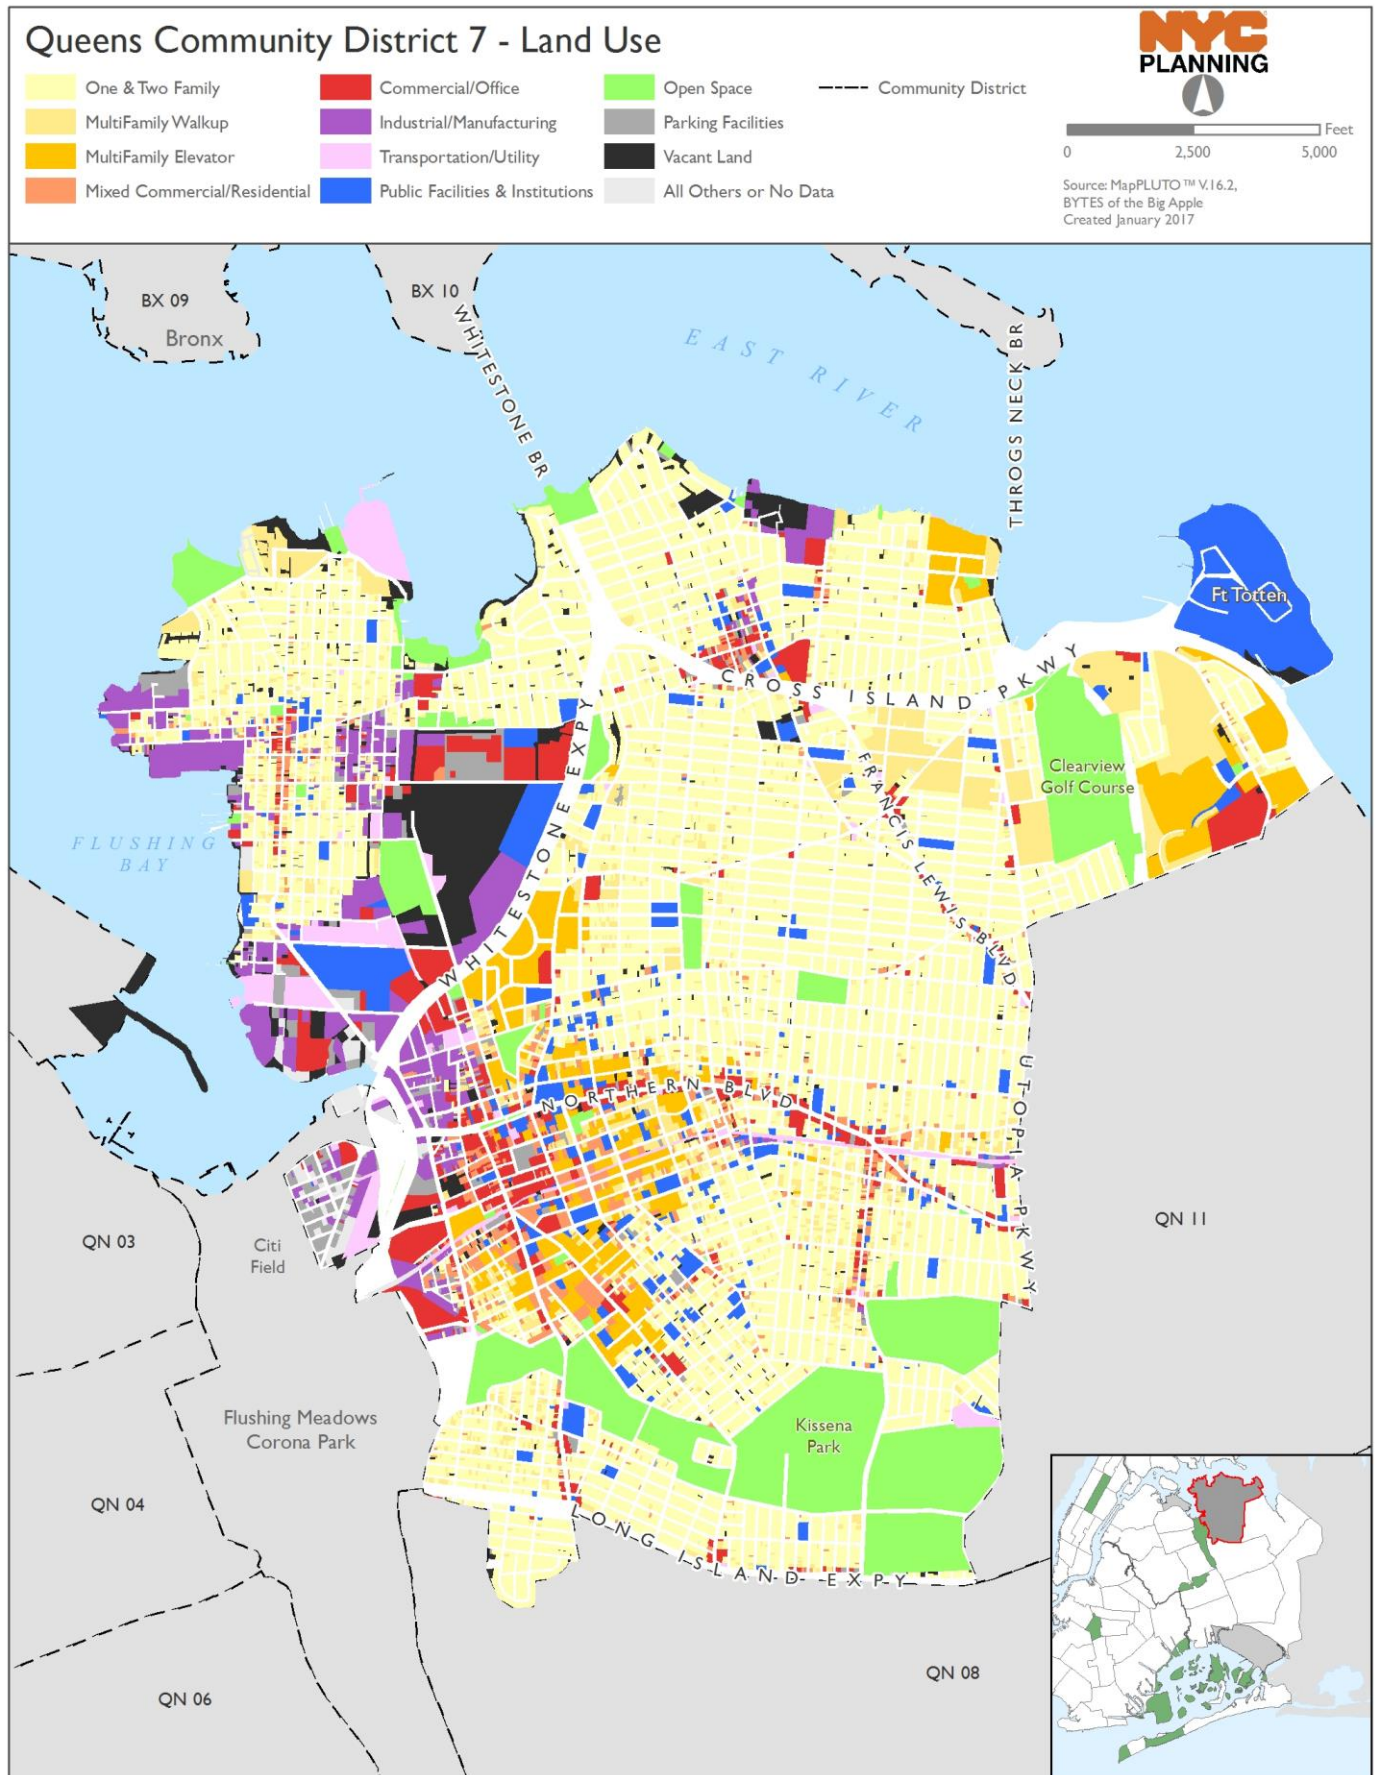 Queens Community District 7 - Land Use
NYC
PLANNING
One & Two Family
MultiFamily Walkup
MultiFamily Elevator
Mixed Commercial/Residential
Commercial/Office
Industrial/Manufacturing
Transportation/Utility
Public Facilities & Institutions
Open Space
Parking Facilities
Vacant Land
All Others or No Data
Community District
Feet
0 2,500 5,000
Source: MapPLUTO™ V.16.2,
BYTES of the Big Apple
Created January 2017
BX 09
Bronx
BX 10
WHITESTONE BR
EAST RIVER
THROGS NECK BR
Ft Totten
CROSS ISLAND PKWY
Clearview
Golf Course
WHITESTONE EXPY
FRANCIS LEWIS BLVD
FLUSHING
BAY
NORTHERN BLVD
UTOPIA PKWY
QN 03
Citi
Field
QN 11
Flushing Meadows
Corona Park
Kissena
Park
QN 04
LONG ISLAND EXPY
QN 06
QN 08